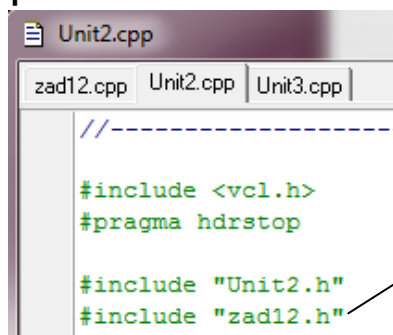 Unit2.cpp
zad12.cpp Unit2.cpp Unit3.cpp
//-------------------
#include <vcl.h>
#pragma hdrstop
#include "Unit2.h"
#include "zad12.h"